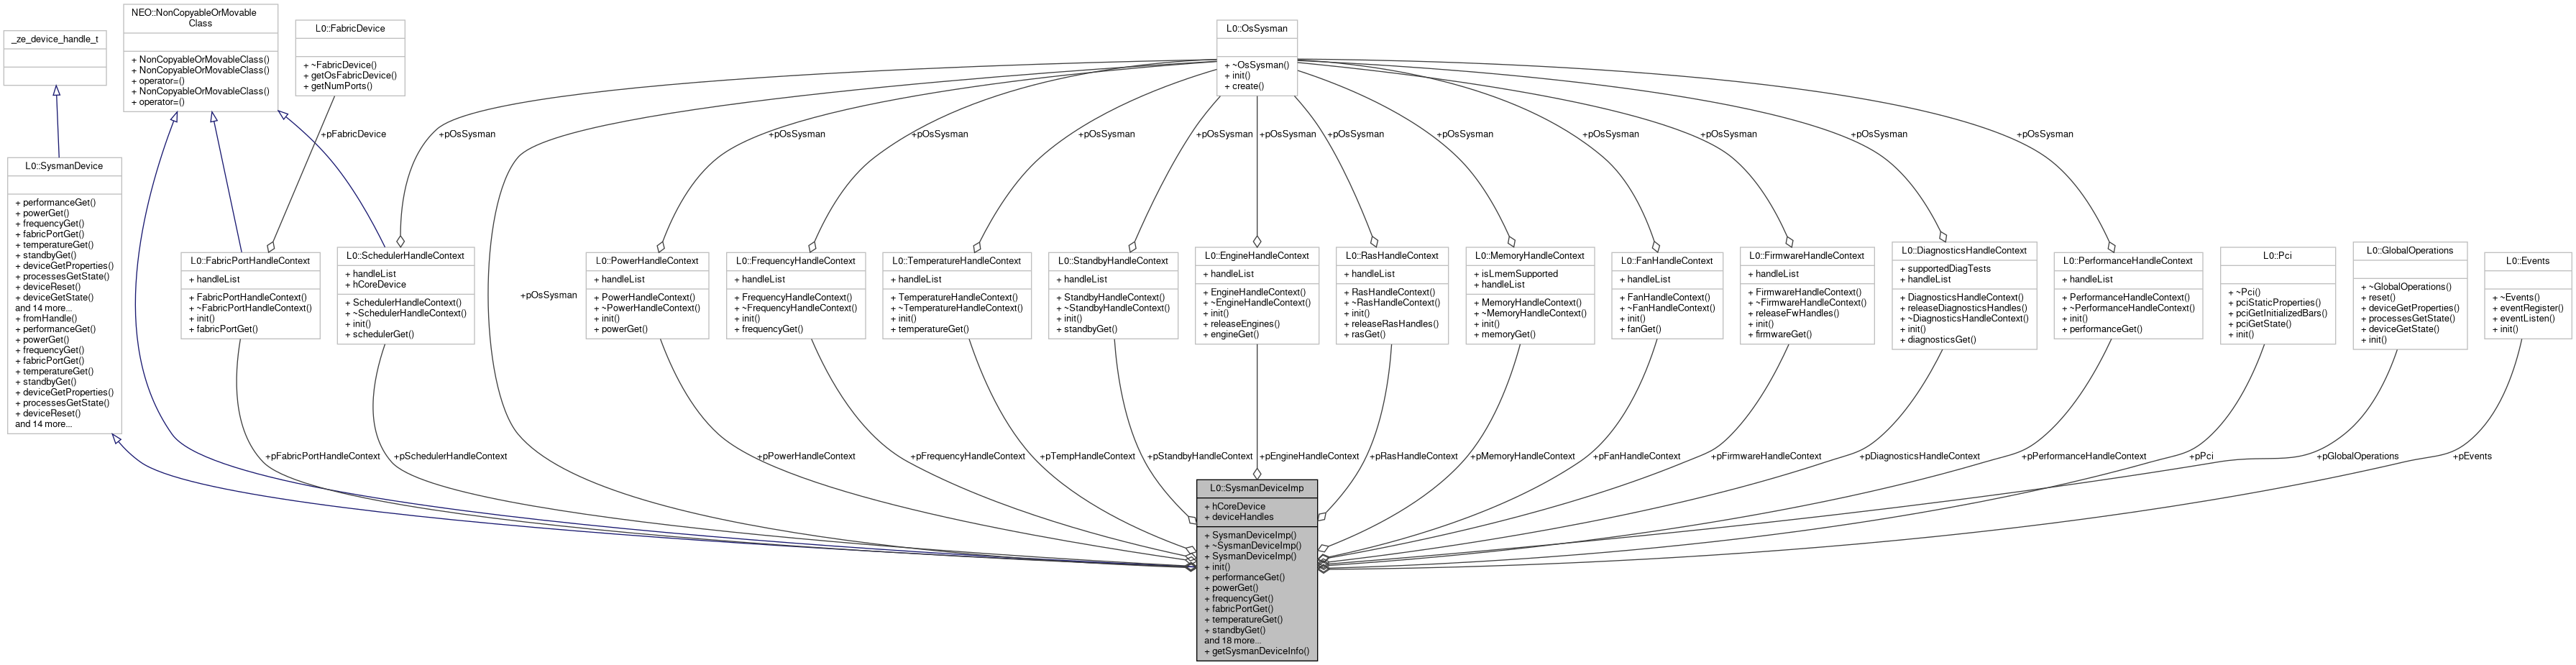 _ze_device_handle_t
NEO::NonCopyableOrMovable
Class
+ NonCopyableOrMovableClass()
+ NonCopyableOrMovableClass()
+ operator=()
+ NonCopyableOrMovableClass()
+ operator=()
L0::FabricDevice
+ ~FabricDevice()
+ getOsFabricDevice()
+ getNumPorts()
L0::OsSysman
+ ~OsSysman()
+ init()
+ create()
+pFabricDevice
+pOsSysman
+pOsSysman
+pOsSysman
+pOsSysman
+pOsSysman
+pOsSysman
+pOsSysman
+pOsSysman
+pOsSysman
+pOsSysman
+pOsSysman
+pOsSysman
+pOsSysman
L0::SysmanDevice
+ performanceGet()
+ powerGet()
+ frequencyGet()
+ fabricPortGet()
+ temperatureGet()
+ standbyGet()
+ deviceGetProperties()
+ processesGetState()
+ deviceReset()
+ deviceGetState()
and 14 more...
+ fromHandle()
+ performanceGet()
+ powerGet()
+ frequencyGet()
+ fabricPortGet()
+ temperatureGet()
+ standbyGet()
+ deviceGetProperties()
+ processesGetState()
+ deviceReset()
and 14 more...
L0::FabricPortHandleContext
+ handleList
+ FabricPortHandleContext()
+ ~FabricPortHandleContext()
+ init()
+ fabricPortGet()
L0::SchedulerHandleContext
+ handleList
+ hCoreDevice
+ SchedulerHandleContext()
+ ~SchedulerHandleContext()
+ init()
+ schedulerGet()
+pOsSysman
L0::PowerHandleContext
+ handleList
+ PowerHandleContext()
+ ~PowerHandleContext()
+ init()
+ powerGet()
L0::FrequencyHandleContext
+ handleList
+ FrequencyHandleContext()
+ ~FrequencyHandleContext()
+ init()
+ frequencyGet()
L0::TemperatureHandleContext
+ handleList
+ TemperatureHandleContext()
+ ~TemperatureHandleContext()
+ init()
+ temperatureGet()
L0::StandbyHandleContext
+ handleList
+ StandbyHandleContext()
+ ~StandbyHandleContext()
+ init()
+ standbyGet()
L0::EngineHandleContext
+ handleList
+ EngineHandleContext()
+ ~EngineHandleContext()
+ init()
+ releaseEngines()
+ engineGet()
L0::RasHandleContext
+ handleList
+ RasHandleContext()
+ ~RasHandleContext()
+ init()
+ releaseRasHandles()
+ rasGet()
L0::MemoryHandleContext
+ isLmemSupported
+ handleList
+ MemoryHandleContext()
+ ~MemoryHandleContext()
+ init()
+ memoryGet()
L0::FanHandleContext
+ handleList
+ FanHandleContext()
+ ~FanHandleContext()
+ init()
+ fanGet()
L0::FirmwareHandleContext
+ handleList
+ FirmwareHandleContext()
+ ~FirmwareHandleContext()
+ releaseFwHandles()
+ init()
+ firmwareGet()
L0::DiagnosticsHandleContext
+ supportedDiagTests
+ handleList
+ DiagnosticsHandleContext()
+ releaseDiagnosticsHandles()
+ ~DiagnosticsHandleContext()
+ init()
+ diagnosticsGet()
L0::PerformanceHandleContext
+ handleList
+ PerformanceHandleContext()
+ ~PerformanceHandleContext()
+ init()
+ performanceGet()
L0::Pci
+ ~Pci()
+ pciStaticProperties()
+ pciGetInitializedBars()
+ pciGetState()
+ init()
L0::GlobalOperations
+ ~GlobalOperations()
+ reset()
+ deviceGetProperties()
+ processesGetState()
+ deviceGetState()
+ init()
L0::Events
+ ~Events()
+ eventRegister()
+ eventListen()
+ init()
+pFabricPortHandleContext
+pSchedulerHandleContext
+pPowerHandleContext
+pFrequencyHandleContext
+pTempHandleContext
+pStandbyHandleContext
+pEngineHandleContext
+pRasHandleContext
+pMemoryHandleContext
+pFanHandleContext
+pFirmwareHandleContext
+pDiagnosticsHandleContext
+pPerformanceHandleContext
+pPci
+pGlobalOperations
+pEvents
L0::SysmanDeviceImp
+ hCoreDevice
+ deviceHandles
+ SysmanDeviceImp()
+ ~SysmanDeviceImp()
+ SysmanDeviceImp()
+ init()
+ performanceGet()
+ powerGet()
+ frequencyGet()
+ fabricPortGet()
+ temperatureGet()
+ standbyGet()
and 18 more...
+ getSysmanDeviceInfo()